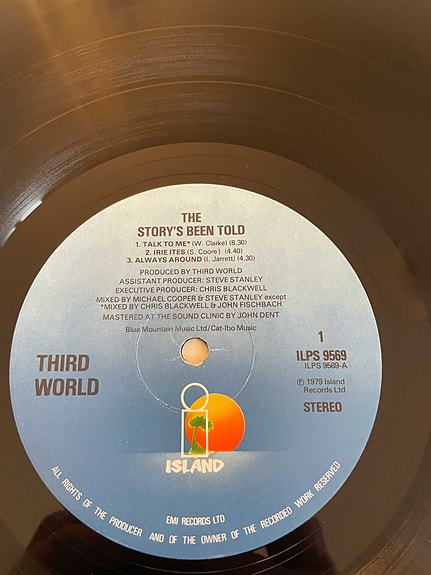 THE
STORY'S BEEN TOLD
1. TALK TO ME* (W. Clarke) (8.30)
2. IRIE ITES (S. Coore) (4.40)
3. ALWAYS AROUND (I. Jarrett) (4.30)
PRODUCED BY THIRD WORLD
ASSISTANT PRODUCER: STEVE STANLEY
EXECUTIVE PRODUCER: CHRIS BLACKWELL
MIXED BY MICHAEL COOPER & STEVE STANLEY except
*MIXED BY CHRIS BLACKWELL & JOHN FISCHBACH
MASTERED AT THE SOUND CLINIC BY JOHN DENT
Blue Mountain Music Ltd/Cat-Ibo Music
THIRD
WORLD
1
ILPS 9569
ILPS 9569-A
℗ 1979 Island
Records Ltd
STEREO
ISLAND
EMI RECORDS LTD
ALL RIGHTS OF THE PRODUCER AND OF THE OWNER OF THE RECORDED WORK RESERVED